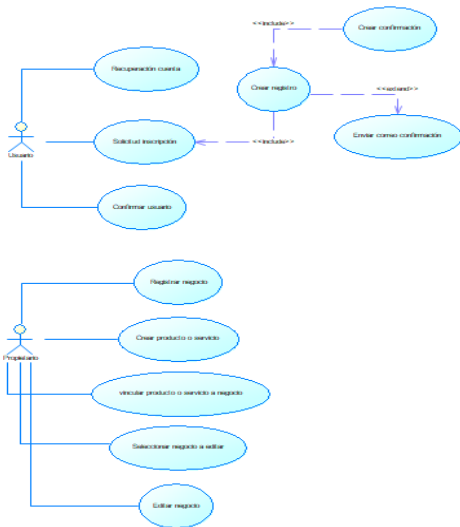 <<include>>
Crear confirmación
Recuperación cuenta
Crear registro
<<extend>>
Usuario
Solicitud inscripción
<<include>>
Enviar correo confirmación
Confirmar usuario
Registrar negocio
Crear producto o servicio
Propietario
vincular producto o servicio a negocio
Seleccionar negocio a editar
Editar negocio